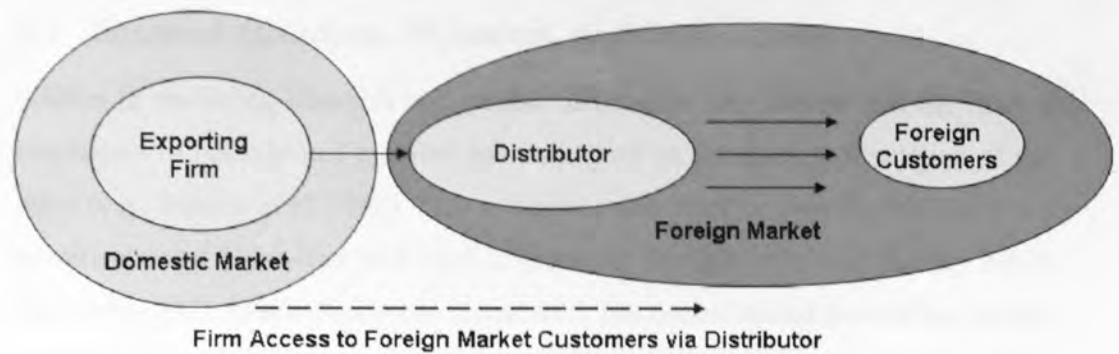 Exporting
Firm
Domestic Market
Distributor
Foreign
Customers
Foreign Market
Firm Access to Foreign Market Customers via Distributor